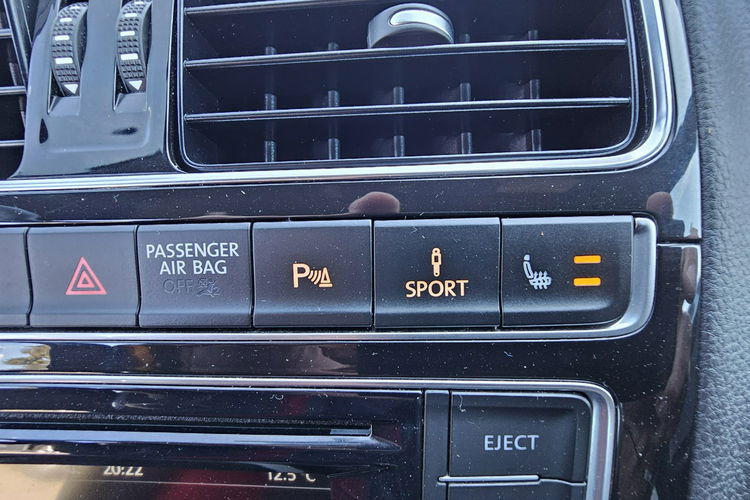 PASSENGER
AIR BAG
OFF
P
SPORT
EJECT
20:22
12.5°C